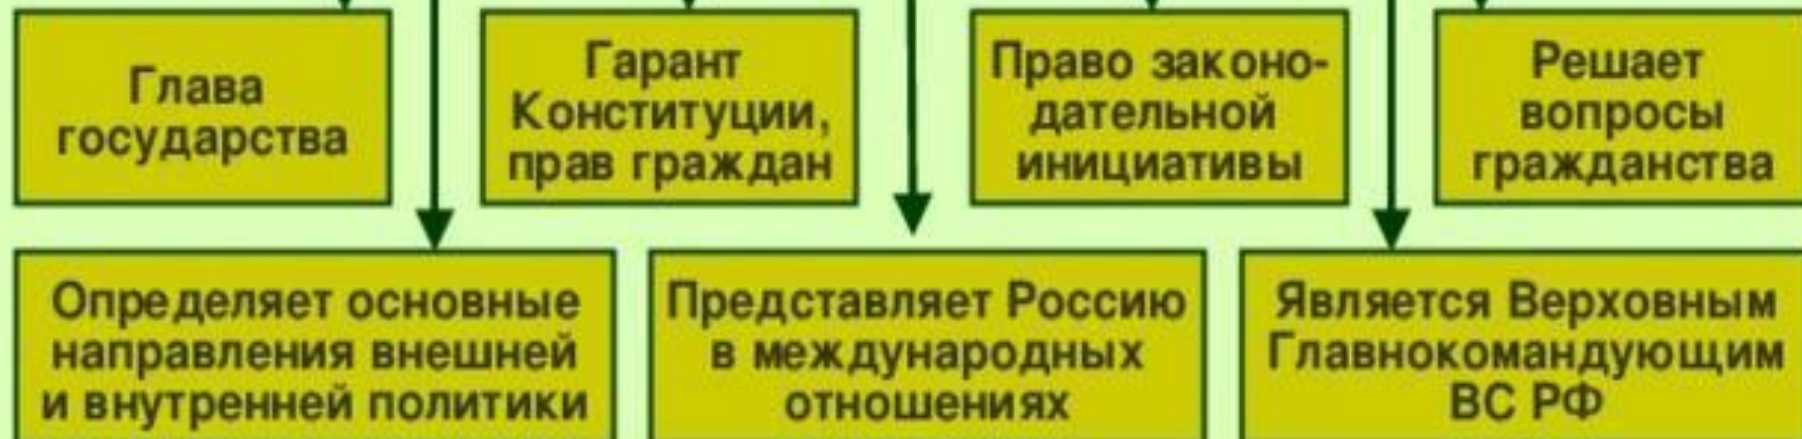 Глава
государства
Гарант
Конституции,
прав граждан
Право законо-
дательной
инициативы
Решает
вопросы
гражданства
Определяет основные
направления внешней
и внутренней политики
Представляет Россию
в международных
отношениях
Является Верховным
Главнокомандующим
ВС РФ